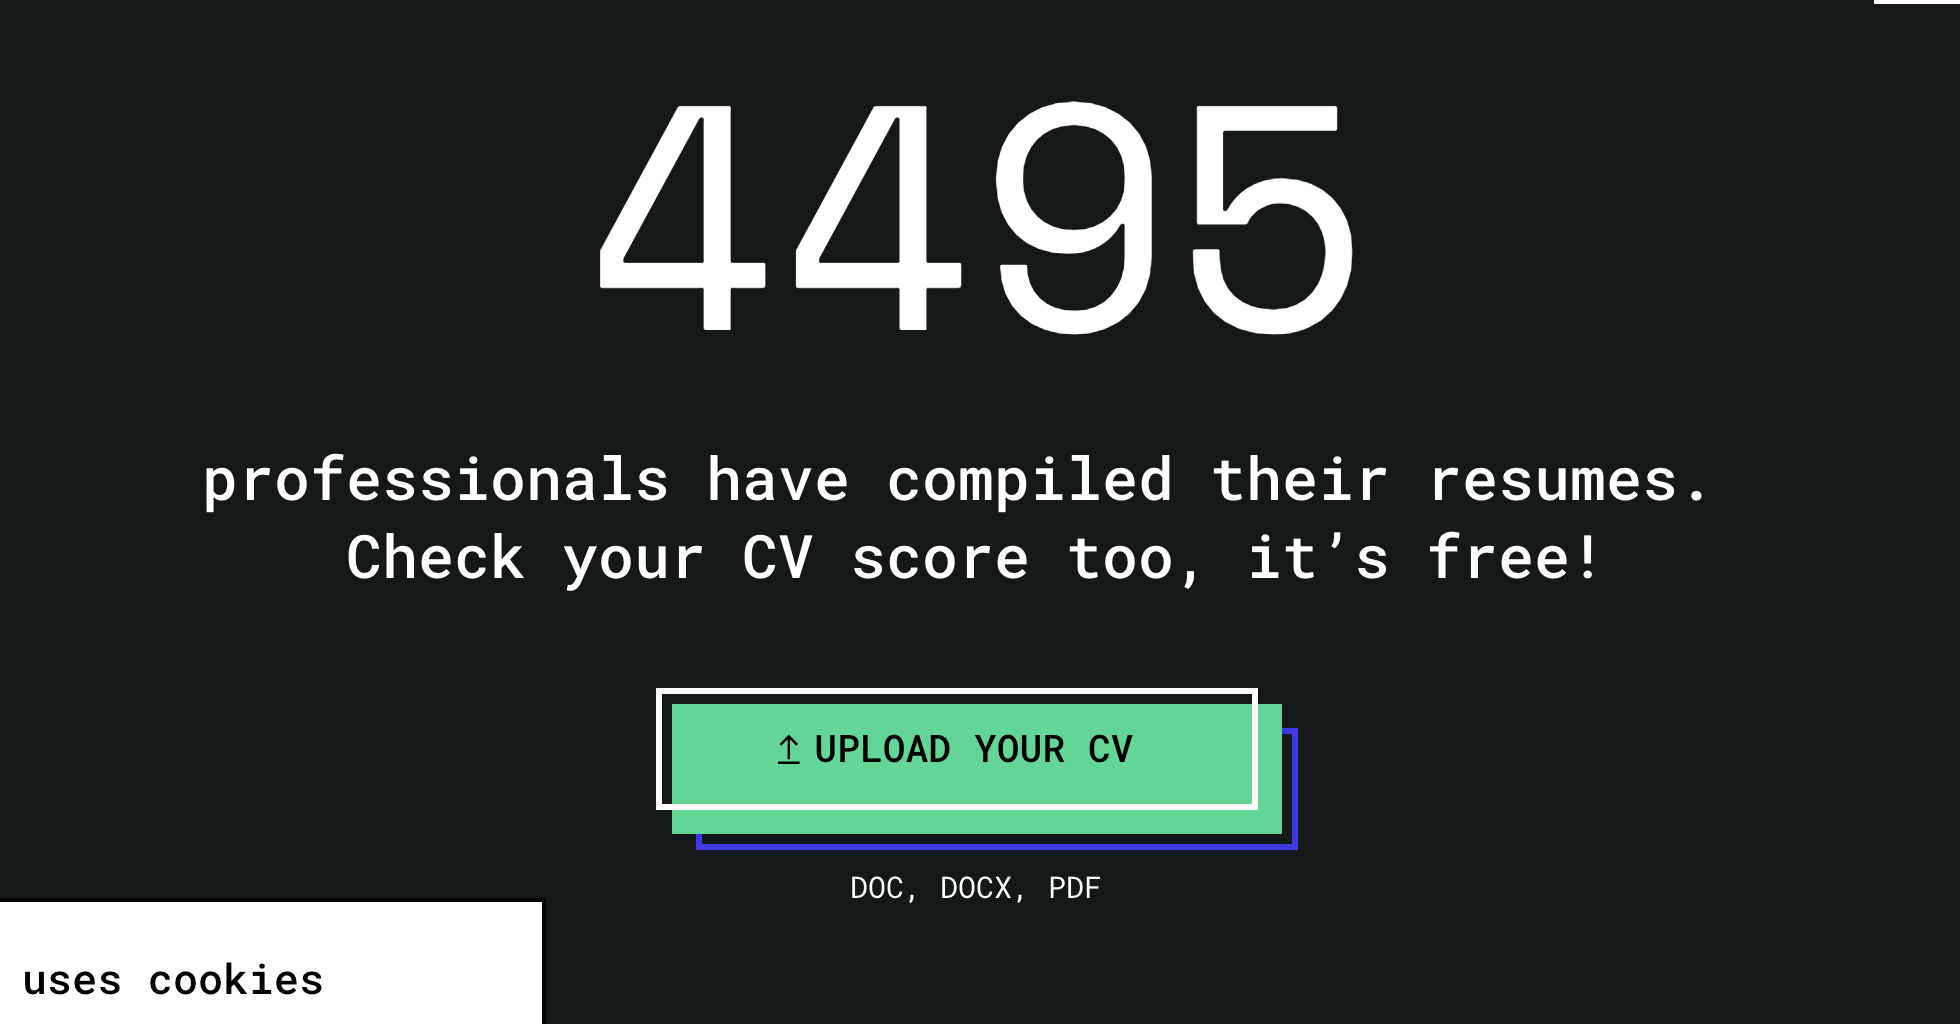 4495
professionals have compiled their resumes.
Check your CV score too, it’s free!
UPLOAD YOUR CV
DOC, DOCX, PDF
uses cookies